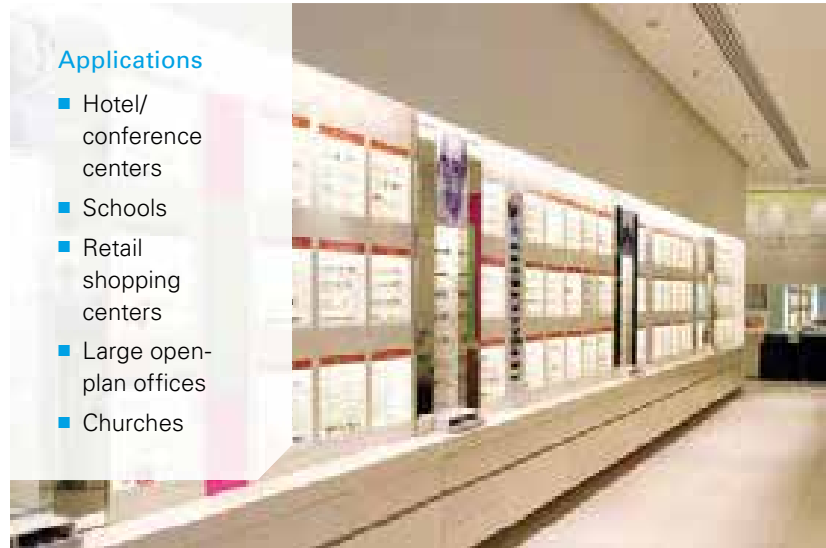 Applications
■ Hotel/
conference
centers
■ Schools
■ Retail
shopping
centers
■ Large open-
plan offices
■ Churches